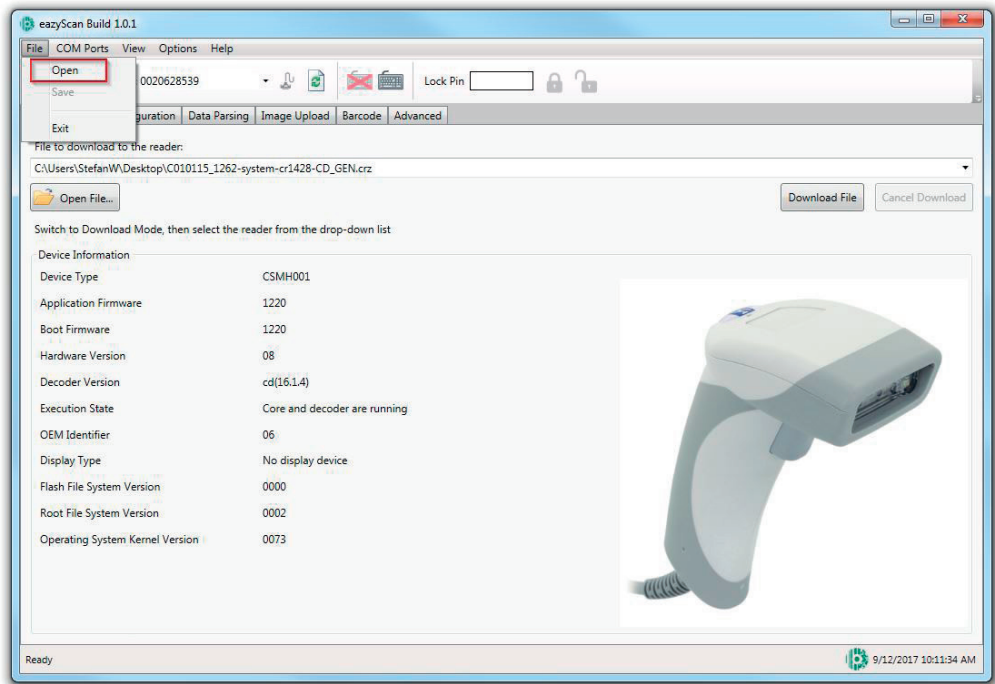 eazyScan Build 1.0.1
File COM Ports View Options Help
Open
0020628539
Lock Pin
Save
Exit
guration Data Parsing Image Upload Barcode Advanced
File to download to the reader:
C:\Users\StefanW\Desktop\C010115_1262-system-cr1428-CD_GEN.crz
Open File...
Download File Cancel Download
Switch to Download Mode, then select the reader from the drop-down list
Device Information
Device Type CSMH001
Application Firmware 1220
Boot Firmware 1220
Hardware Version 08
Decoder Version cd(16.1.4)
Execution State Core and decoder are running
OEM Identifier 06
Display Type No display device
Flash File System Version 0000
Root File System Version 0002
Operating System Kernel Version 0073
Ready 9/12/2017 10:11:34 AM